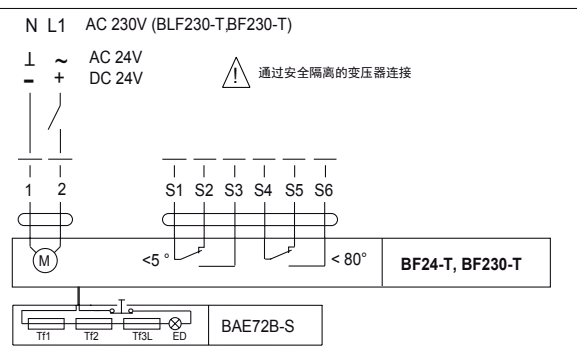 N L1 AC 230V (BLF230-T,BF230-T)
⊥ ~ AC 24V
- + DC 24V
通过安全隔离的变压器连接
1 2 S1 S2 S3 S4 S5 S6
M <5 ° < 80° BF24-T, BF230-T
Tf1 Tf2 Tf3L ED BAE72B-S